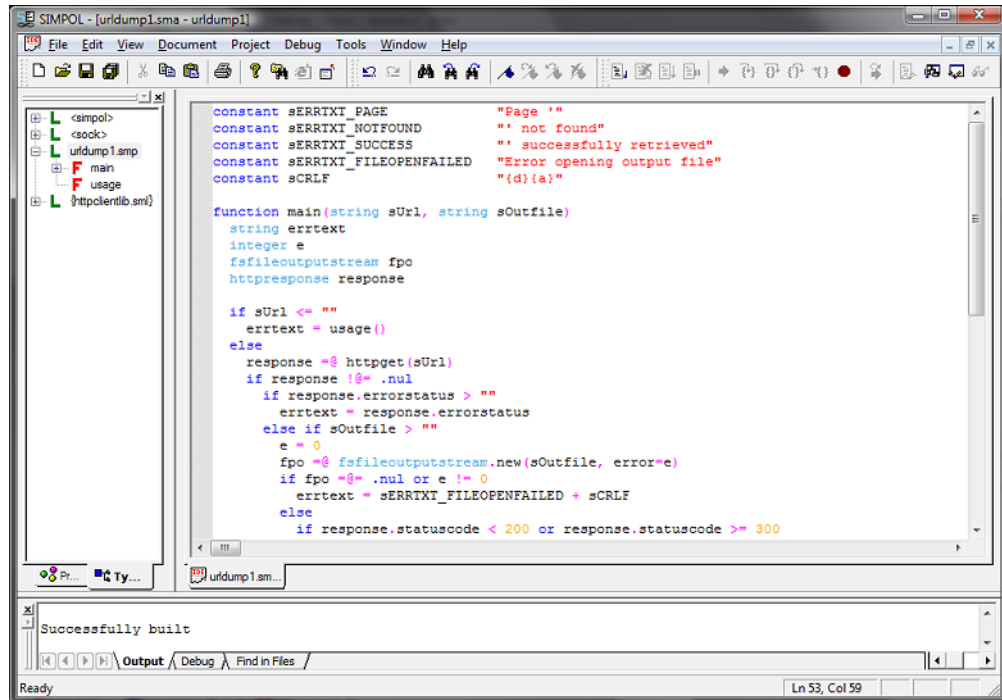 SIMPOL - [urldump1.sma - urldump1]
File Edit View Document Project Debug Tools Window Help
<simpol>
<sock>
urldump1.smp
F main
F usage
{httpclientlib.sml}
constant sERRTXT_PAGE "Page '"
constant sERRTXT_NOTFOUND "' not found"
constant sERRTXT_SUCCESS "' successfully retrieved"
constant sERRTXT_FILEOPENFAILED "Error opening output file"
constant sCRLF "{d}{a}"
function main(string sUrl, string sOutfile)
string errtext
integer e
fsfileoutputstream fpo
httpresponse response
if sUrl <= ""
errtext = usage()
else
response =@ httpget(sUrl)
if response !@= .nul
if response.errorstatus > ""
errtext = response.errorstatus
else if sOutfile > ""
e = 0
fpo =@ fsfileoutputstream.new(sOutfile, error=e)
if fpo =@= .nul or e != 0
errtext = sERRTXT_FILEOPENFAILED + sCRLF
else
if response.statuscode < 200 or response.statuscode >= 300
Pr... Ty...
urldump1.sm...
Successfully built
Output Debug Find in Files
Ready Ln 53, Col 59